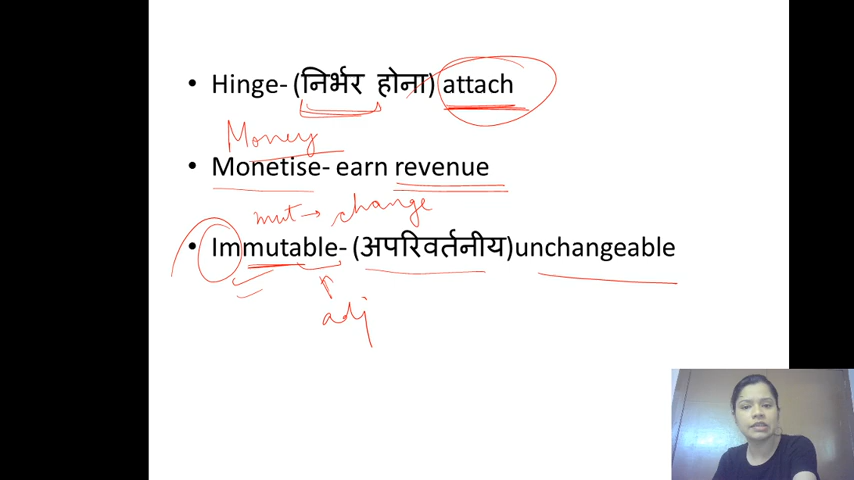 • Hinge- (निर्भर होना) attach
Money
• Monetise- earn revenue
mut → change
• Immutable- (अपरिवर्तनीय)unchangeable
adj